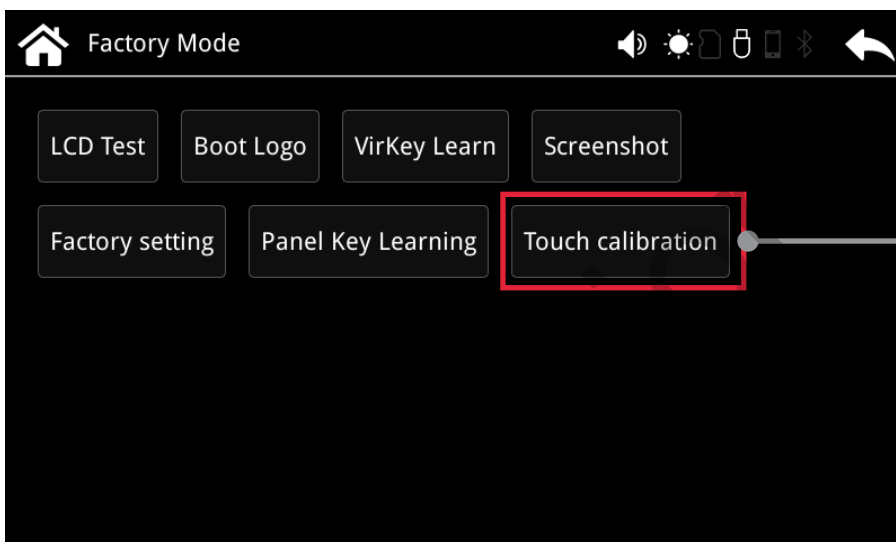 Factory Mode
LCD Test Boot Logo VirKey Learn Screenshot
Factory setting Panel Key Learning Touch calibration